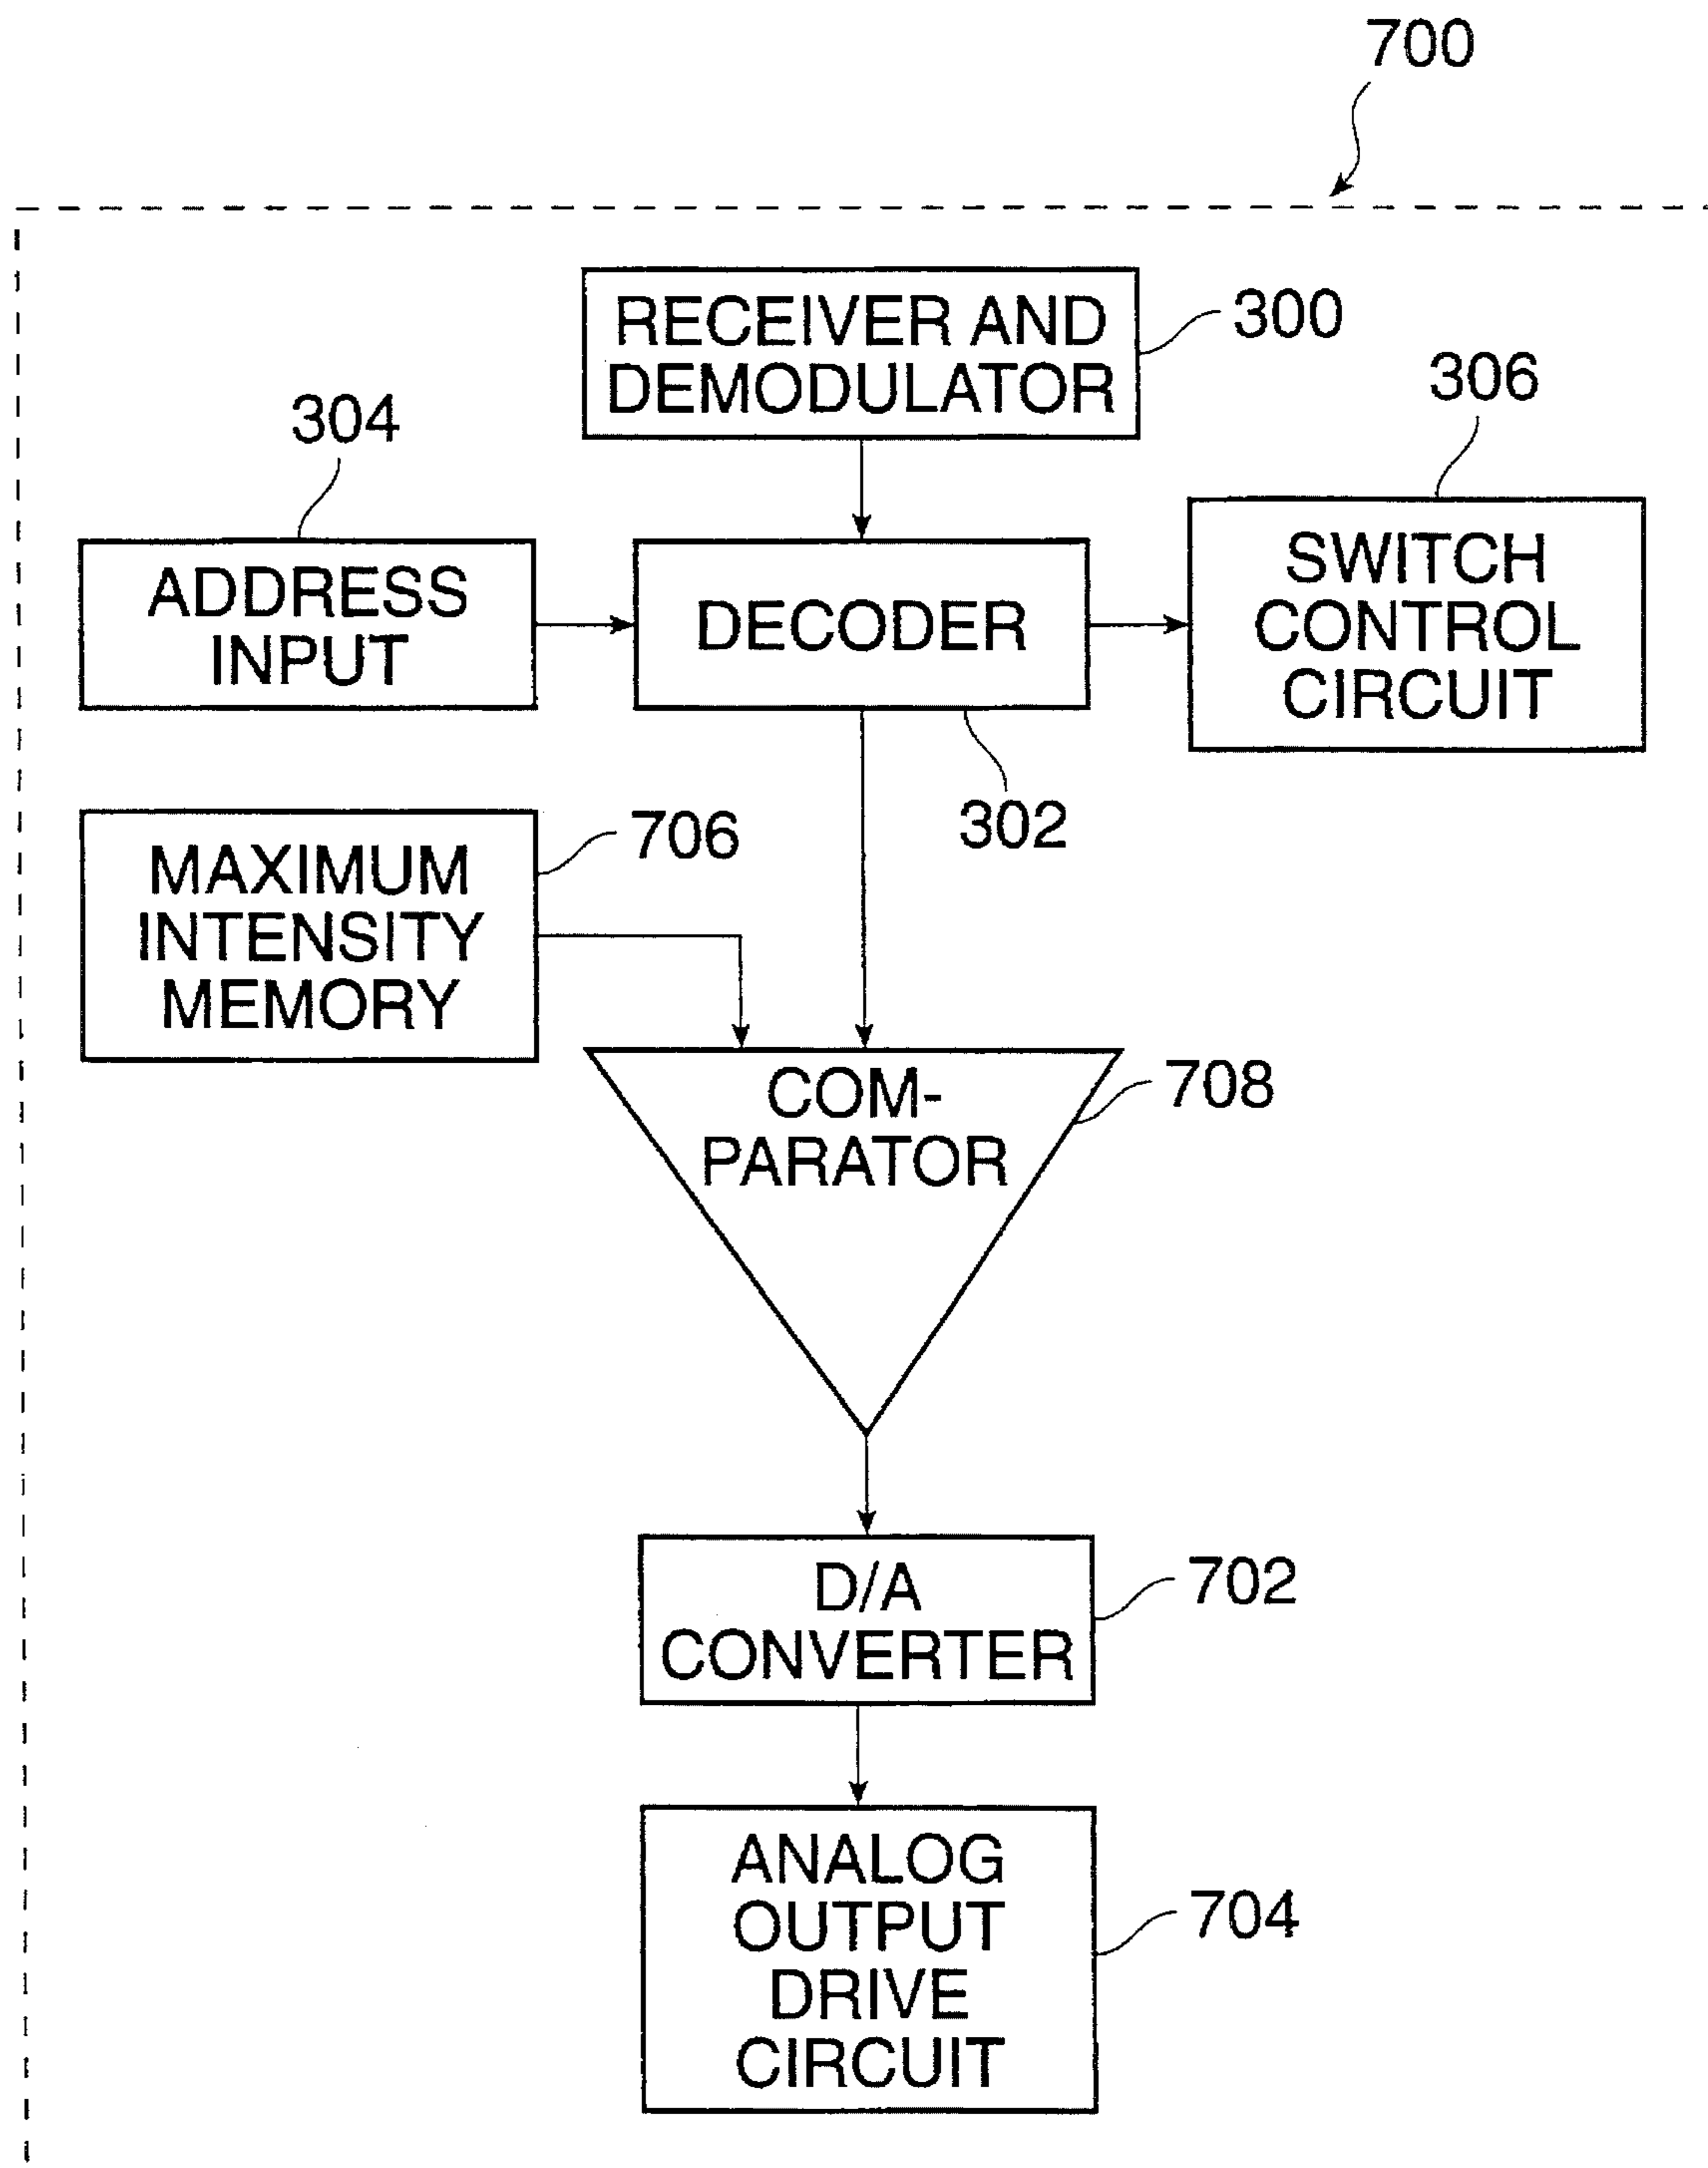 700
RECEIVER AND
DEMODULATOR
300
304
306
ADDRESS
INPUT
DECODER
SWITCH
CONTROL
CIRCUIT
302
706
MAXIMUM
INTENSITY
MEMORY
COM-
PARATOR
708
D/A
CONVERTER
702
ANALOG
OUTPUT
DRIVE
CIRCUIT
704